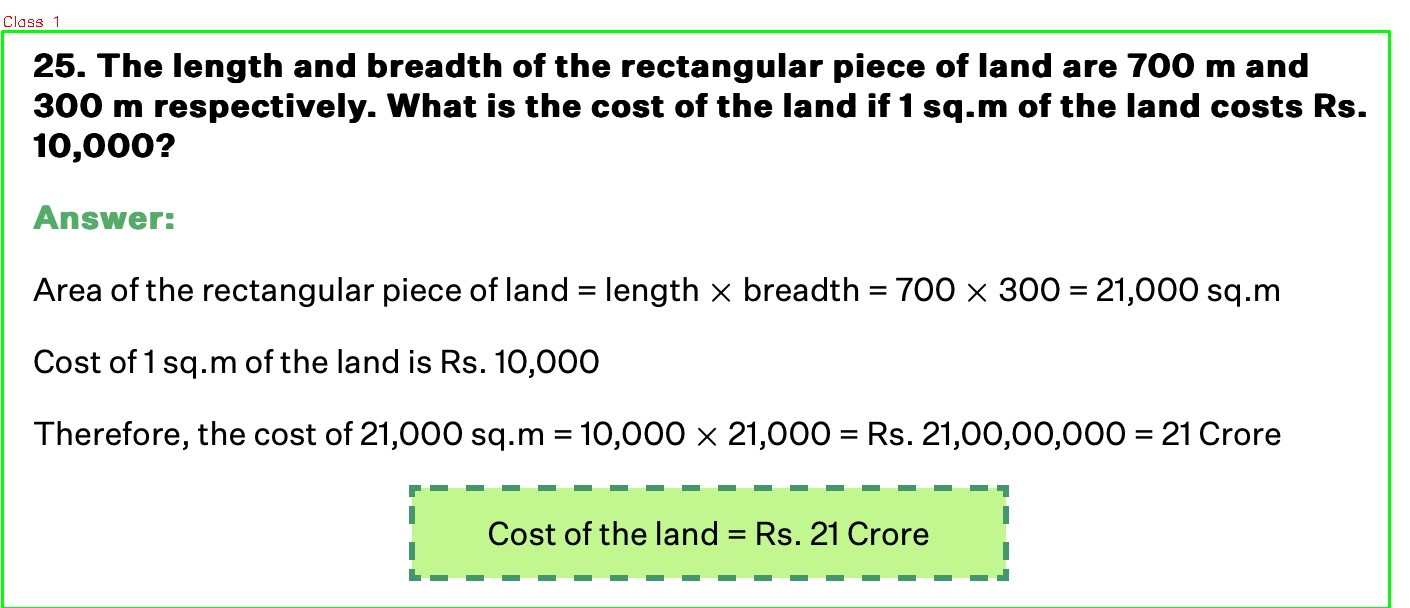 Class 1
25. The length and breadth of the rectangular piece of land are 700 m and
300 m respectively. What is the cost of the land if 1 sq.m of the land costs Rs.
10,000?
Answer:
Area of the rectangular piece of land = length × breadth = 700 × 300 = 21,000 sq.m
Cost of 1 sq.m of the land is Rs. 10,000
Therefore, the cost of 21,000 sq.m = 10,000 × 21,000 = Rs. 21,00,00,000 = 21 Crore
Cost of the land = Rs. 21 Crore